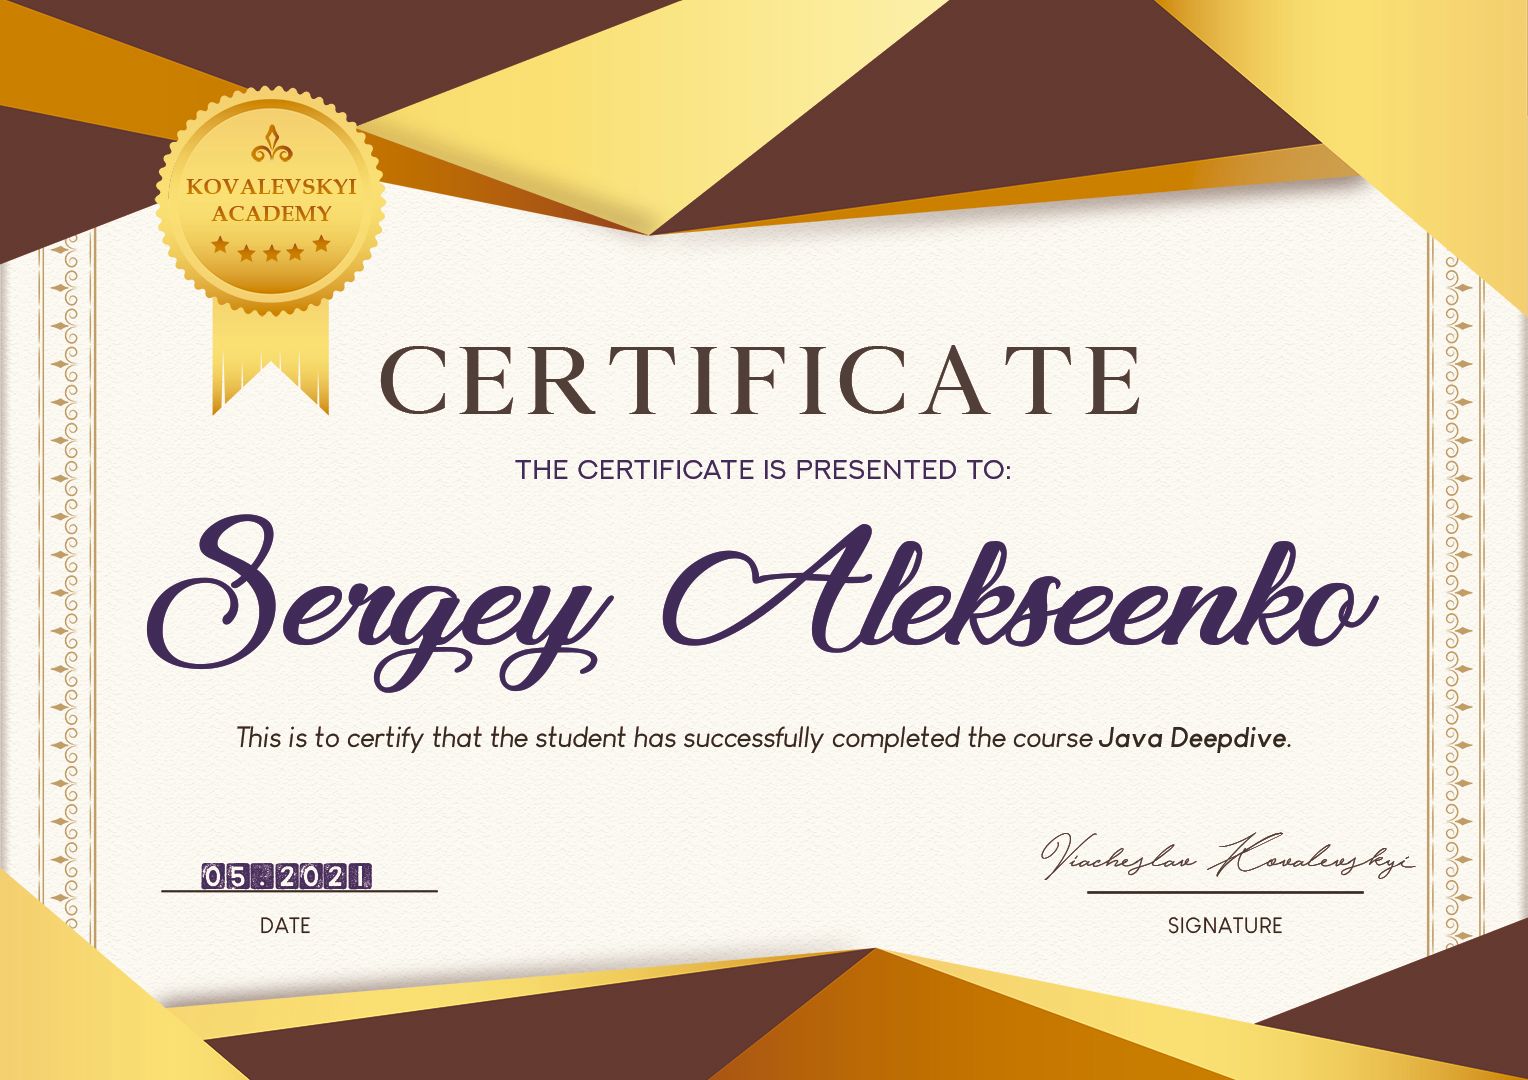 KOVALEVSKYI
ACADEMY
CERTIFICATE
THE CERTIFICATE IS PRESENTED TO:
Sergey Alekseenko
This is to certify that the student has successfully completed the course Java Deepdive.
05.2021
DATE
Viacheslav Kovalevskyi
SIGNATURE